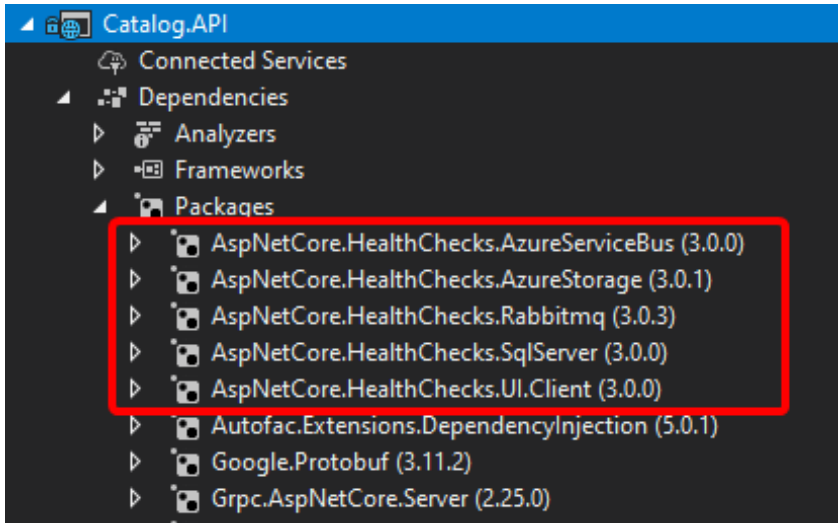 Catalog.API
Connected Services
Dependencies
Analyzers
Frameworks
Packages
AspNetCore.HealthChecks.AzureServiceBus (3.0.0)
AspNetCore.HealthChecks.AzureStorage (3.0.1)
AspNetCore.HealthChecks.Rabbitmq (3.0.3)
AspNetCore.HealthChecks.SqlServer (3.0.0)
AspNetCore.HealthChecks.UI.Client (3.0.0)
Autofac.Extensions.DependencyInjection (5.0.1)
Google.Protobuf (3.11.2)
Grpc.AspNetCore.Server (2.25.0)